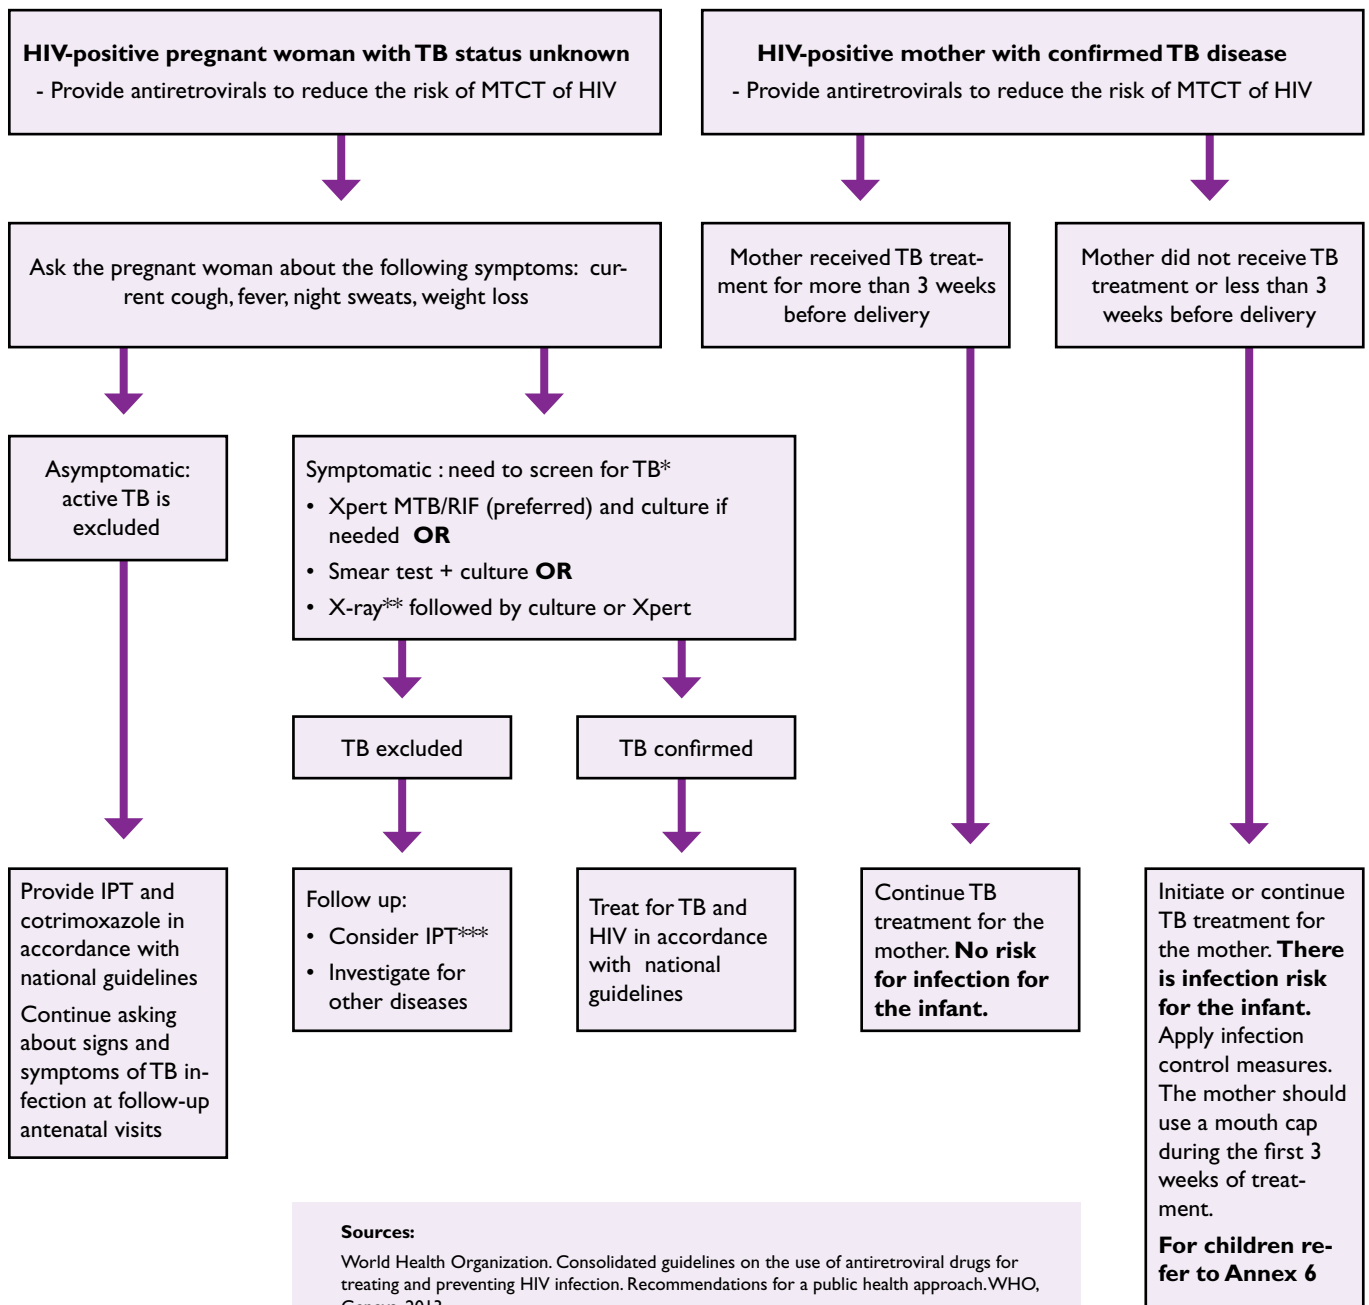 HIV-positive pregnant woman with TB status unknown
- Provide antiretrovirals to reduce the risk of MTCT of HIV
HIV-positive mother with confirmed TB disease
- Provide antiretrovirals to reduce the risk of MTCT of HIV
Ask the pregnant woman about the following symptoms: cur-
rent cough, fever, night sweats, weight loss
Mother received TB treat-
ment for more than 3 weeks
before delivery
Mother did not receive TB
treatment or less than 3
weeks before delivery
Asymptomatic:
active TB is
excluded
Symptomatic : need to screen for TB*
• Xpert MTB/RIF (preferred) and culture if
needed OR
• Smear test + culture OR
• X-ray** followed by culture or Xpert
TB excluded
TB confirmed
Provide IPT and
cotrimoxazole in
accordance with
national guidelines
Continue asking
about signs and
symptoms of TB in-
fection at follow-up
antenatal visits
Follow up:
• Consider IPT***
• Investigate for
other diseases
Treat for TB and
HIV in accordance
with national
guidelines
Continue TB
treatment for the
mother. No risk
for infection for
the infant.
Initiate or continue
TB treatment for
the mother. There
is infection risk
for the infant.
Apply infection
control measures.
The mother should
use a mouth cap
during the first 3
weeks of treat-
ment.
For children re-
fer to Annex 6
Sources:
World Health Organization. Consolidated guidelines on the use of antiretroviral drugs for
treating and preventing HIV infection. Recommendations for a public health approach. WHO,